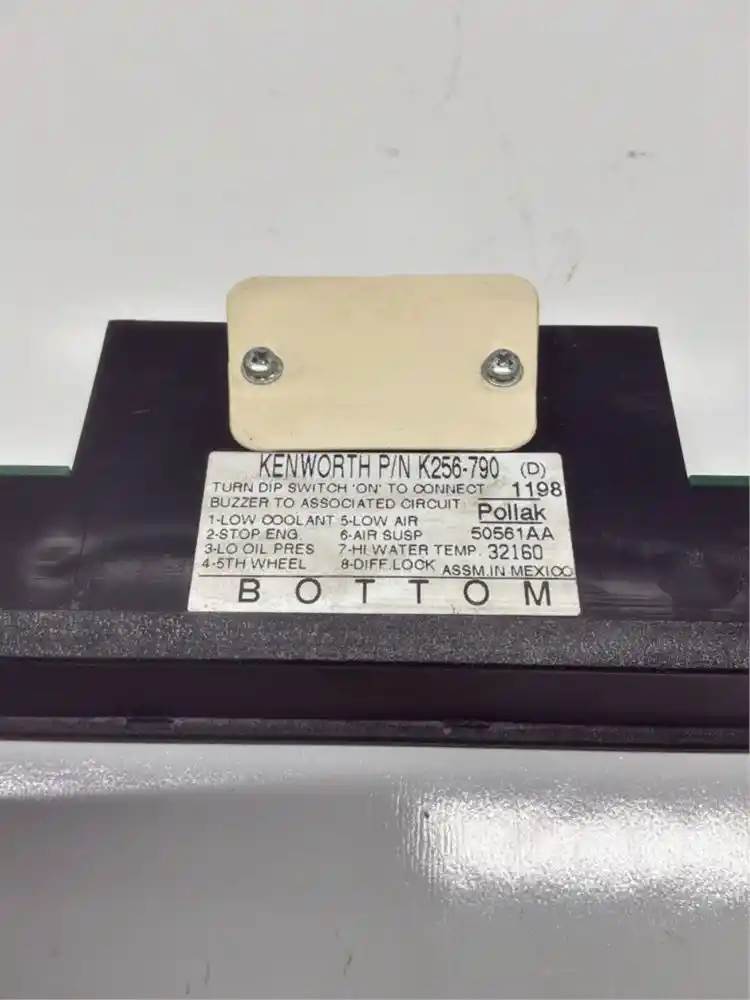 KENWORTH P/N K256-790 (D)
TURN DIP SWITCH 'ON' TO CONNECT 1198
BUZZER TO ASSOCIATED CIRCUIT: Pollak
1-LOW COOLANT 5-LOW AIR 50561AA
2-STOP ENG. 6-AIR SUSP 32160
3-LO OIL PRES 7-HI WATER TEMP.
4-5TH WHEEL 8-DIFF.LOCK ASSM.IN MEXICO
BOTTOM